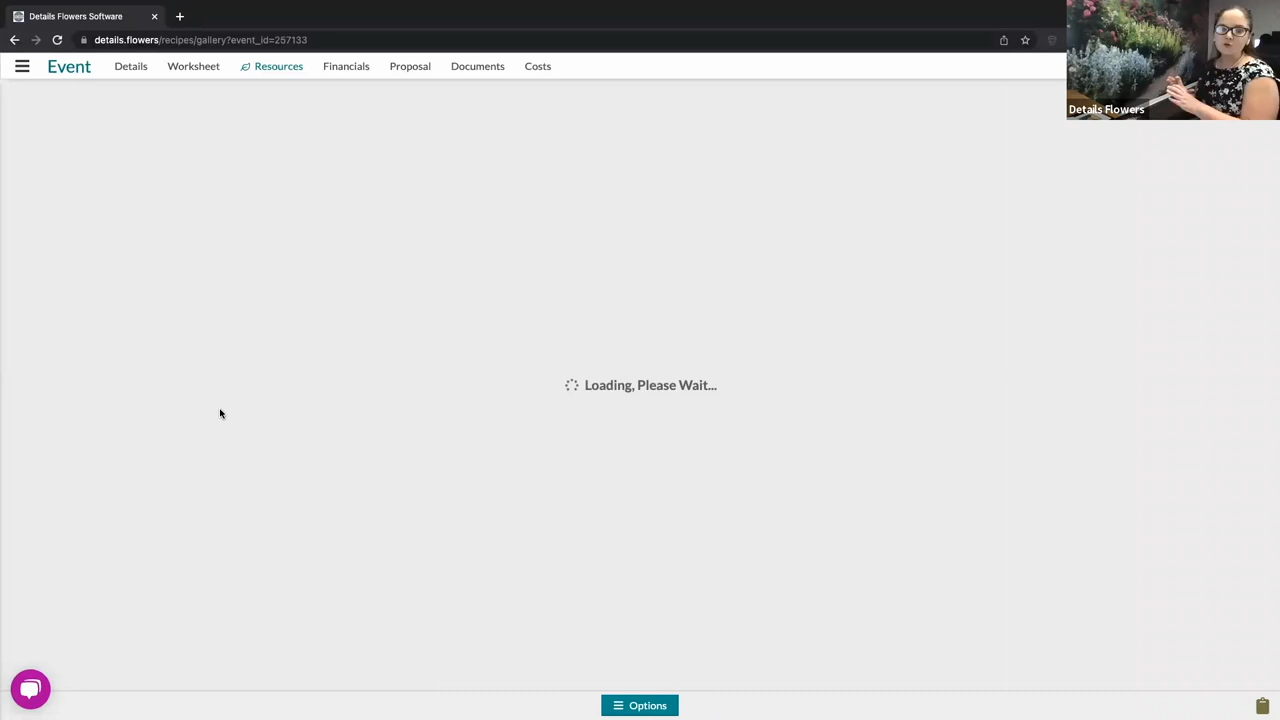 Details Flowers Software
details.flowers/recipes/gallery?event_id=257133
Event Details Worksheet Resources Financials Proposal Documents Costs
Details Flowers
Loading, Please Wait...
Options